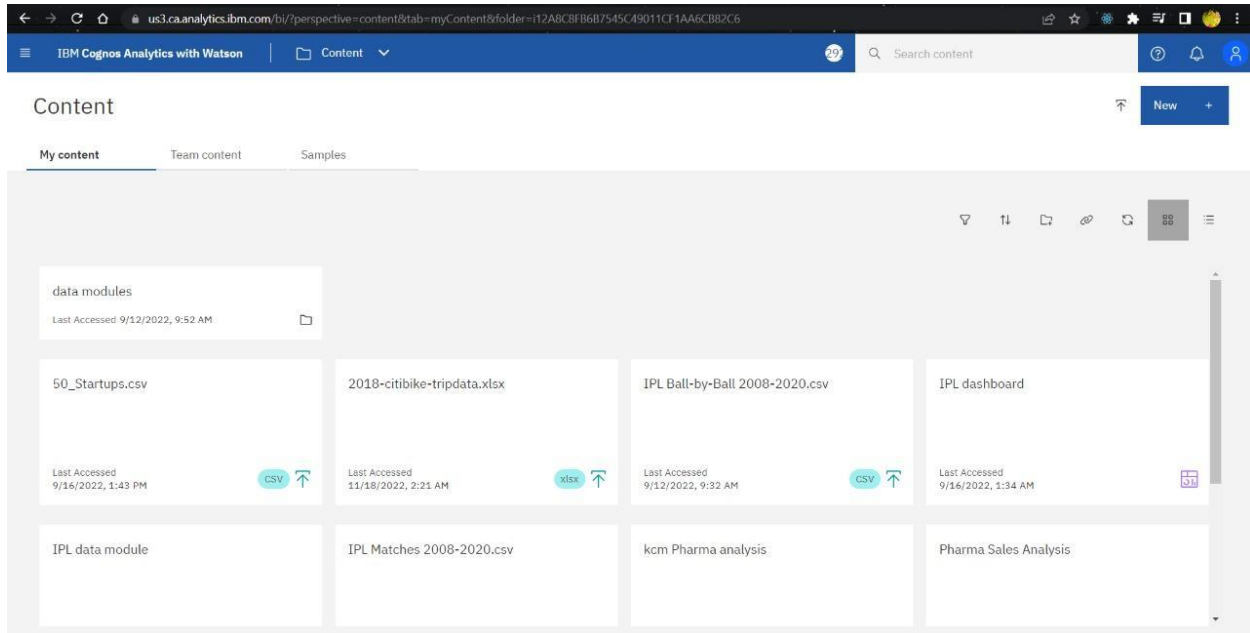 us3.ca.analytics.ibm.com/bi/?perspective=content&tab=myContent&folder=i12A8C8FB6B7545C49011CF1AA6CB82C6
IBM Cognos Analytics with Watson
Content
29
Search content
Content
New +
My content
Team content
Samples
data modules
Last Accessed 9/12/2022, 9:52 AM
50_Startups.csv
2018-citibike-tripdata.xlsx
IPL Ball-by-Ball 2008-2020.csv
IPL dashboard
Last Accessed
9/16/2022, 1:43 PM
CSV
Last Accessed
11/18/2022, 2:21 AM
xlsx
Last Accessed
9/12/2022, 9:32 AM
CSV
Last Accessed
9/16/2022, 1:34 AM
IPL data module
IPL Matches 2008-2020.csv
kcm Pharma analysis
Pharma Sales Analysis